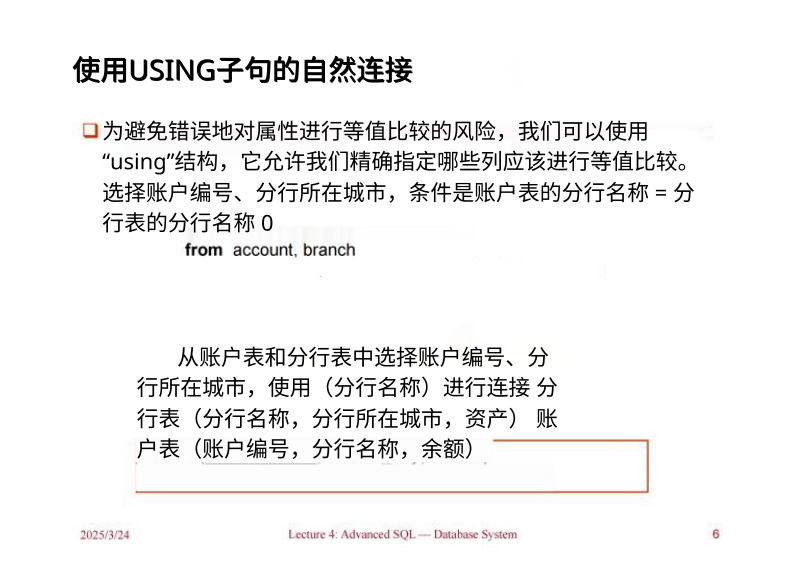 使用USING子句的自然连接
为避免错误地对属性进行等值比较的风险，我们可以使用
“using”结构，它允许我们精确指定哪些列应该进行等值比较。
选择账户编号、分行所在城市，条件是账户表的分行名称 = 分
行表的分行名称 0
from account, branch
从账户表和分行表中选择账户编号、分
行所在城市，使用（分行名称）进行连接 分
行表（分行名称，分行所在城市，资产） 账
户表（账户编号，分行名称，余额）
2025/3/24 Lecture 4: Advanced SQL — Database System 6